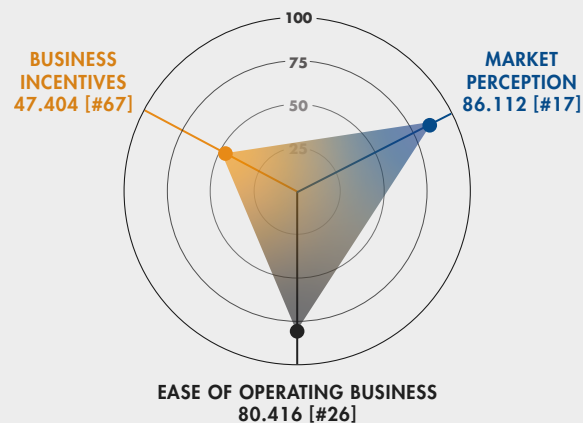 100
75
50
25
BUSINESS
INCENTIVES
47.404 [#67]
MARKET
PERCEPTION
86.112 [#17]
EASE OF OPERATING BUSINESS
80.416 [#26]